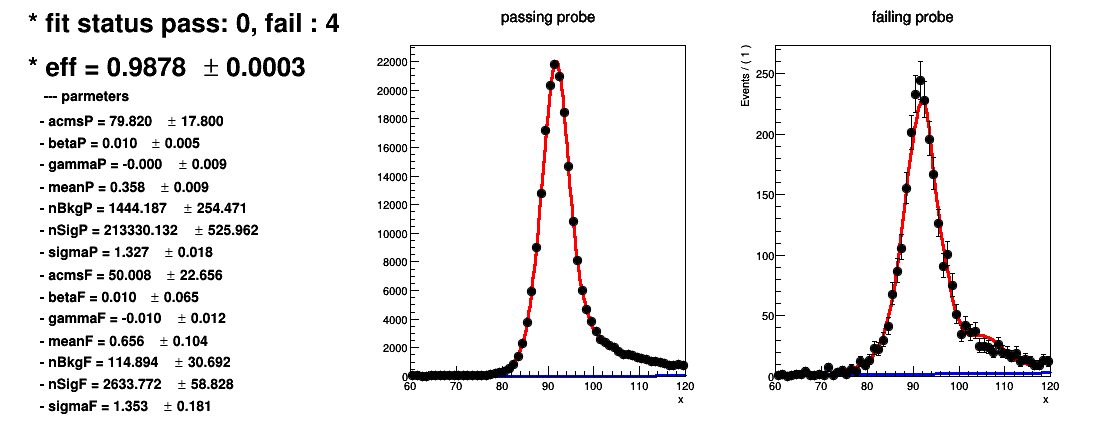 * fit status pass: 0, fail : 4
* eff = 0.9878 ± 0.0003
--- parmeters
- acmsP = 79.820 ± 17.800
- betaP = 0.010 ± 0.005
- gammaP = -0.000 ± 0.009
- meanP = 0.358 ± 0.009
- nBkgP = 1444.187 ± 254.471
- nSigP = 213330.132 ± 525.962
- sigmaP = 1.327 ± 0.018
- acmsF = 50.008 ± 22.656
- betaF = 0.010 ± 0.065
- gammaF = -0.010 ± 0.012
- meanF = 0.656 ± 0.104
- nBkgF = 114.894 ± 30.692
- nSigF = 2633.772 ± 58.828
- sigmaF = 1.353 ± 0.181
passing probe
22000
20000
18000
16000
14000
12000
10000
8000
6000
4000
2000
0
60 70 80 90 100 110 120
x
failing probe
Events / ( 1 )
250
200
150
100
50
0
60 70 80 90 100 110 120
x